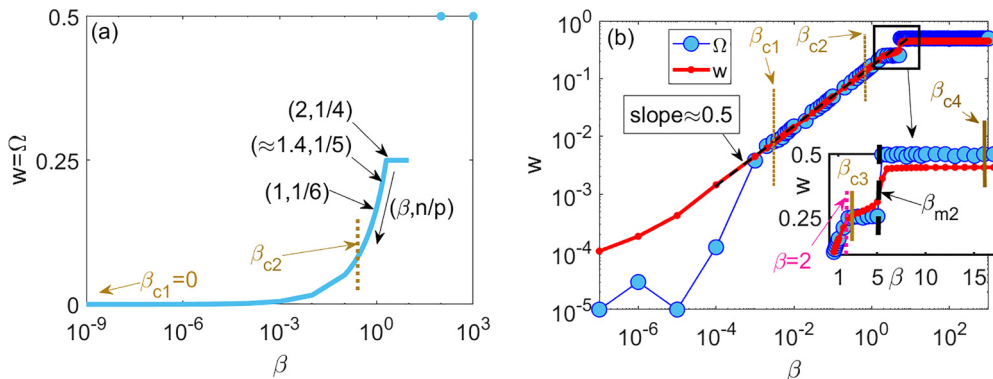 (a)
w=Ω
0.5
0.25
0
(2,1/4)
(≈1.4,1/5)
(1,1/6)
(β,n/p)
β_c2
β_c1=0
10^-9 10^-6 10^-3 10^0 10^3
β
(b)
w
10^0
10^-1
10^-2
10^-3
10^-4
10^-5
Ω
w
β_c1
β_c2
slope≈0.5
β_c4
0.5
w
0.25
β_c3
β_m2
β=2
1 5 β 10 15
10^-6 10^-4 10^-2 10^0 10^2
β